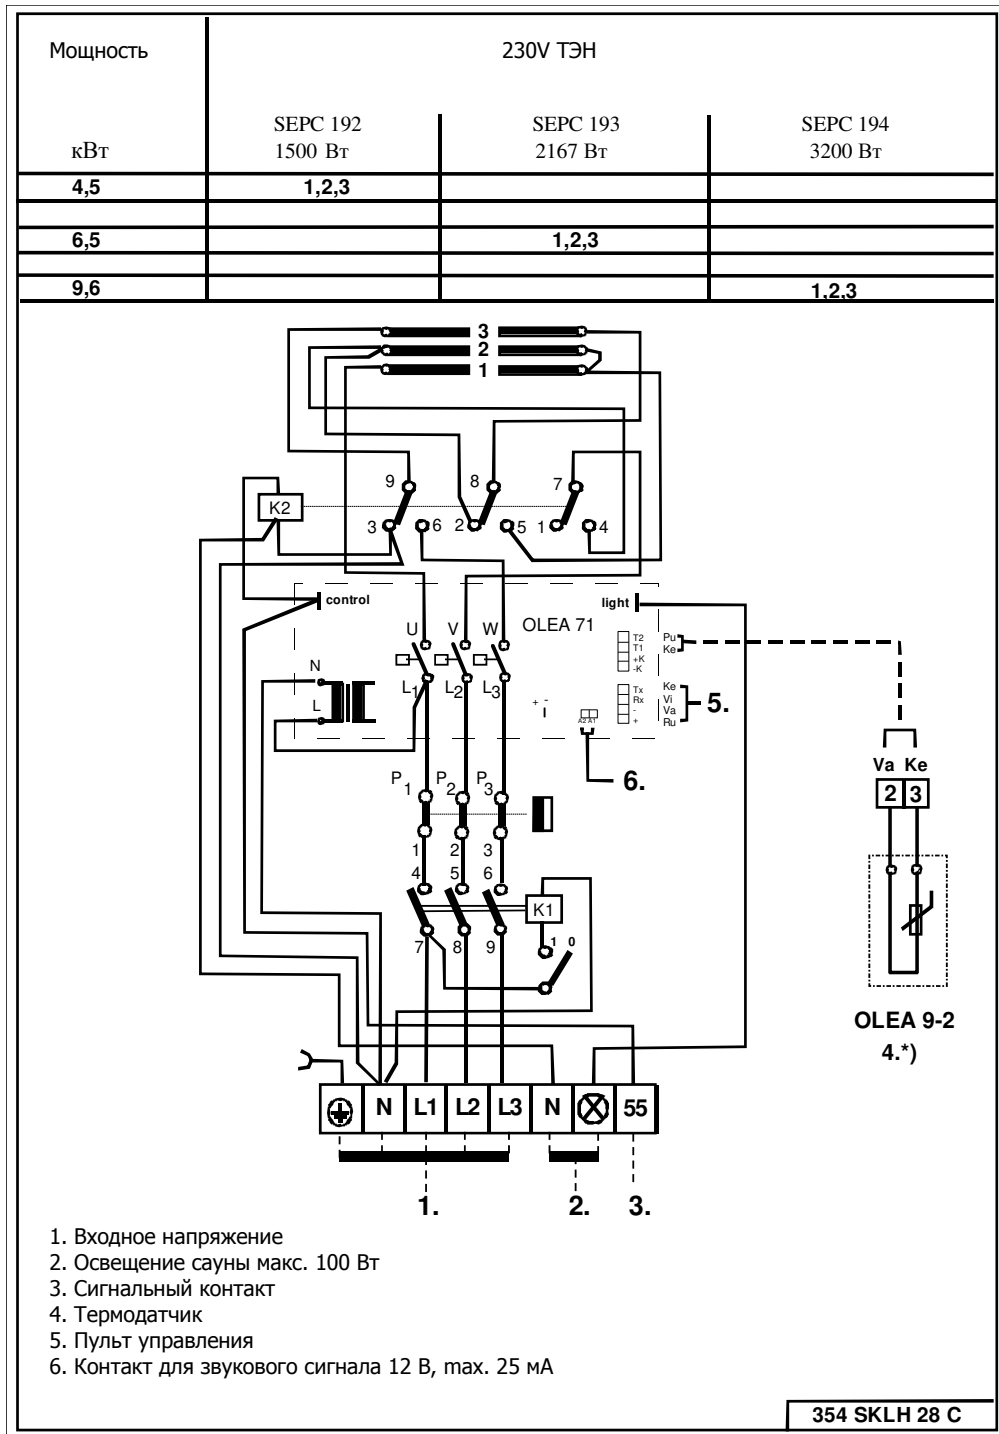 Мощность
230V ТЭН
SEPC 192
SEPC 193
SEPC 194
кВт
1500 Вт
2167 Вт
3200 Вт
4,5
1,2,3
6,5
1,2,3
9,6
1,2,3
3
2
1
9
8
7
K2
3
6
2
5
1
4
control
light
U
V
W
OLEA 71
T2
T1
+K
-K
Pu
Ke
N
L
L1
L2
L3
+ -
Tx
Rx
-
+
Ke
Vi
Va
Ru
5.
A2 A1
6.
P1
P2
P3
Va Ke
2 3
1
2
3
4
5
6
K1
7
8
9
1 0
OLEA 9-2
4.*)
N L1 L2 L3 N 55
1.
2.
3.
1. Входное напряжение
2. Освещение сауны макс. 100 Вт
3. Сигнальный контакт
4. Термодатчик
5. Пульт управления
6. Контакт для звукового сигнала 12 В, max. 25 мА
354 SKLH 28 C